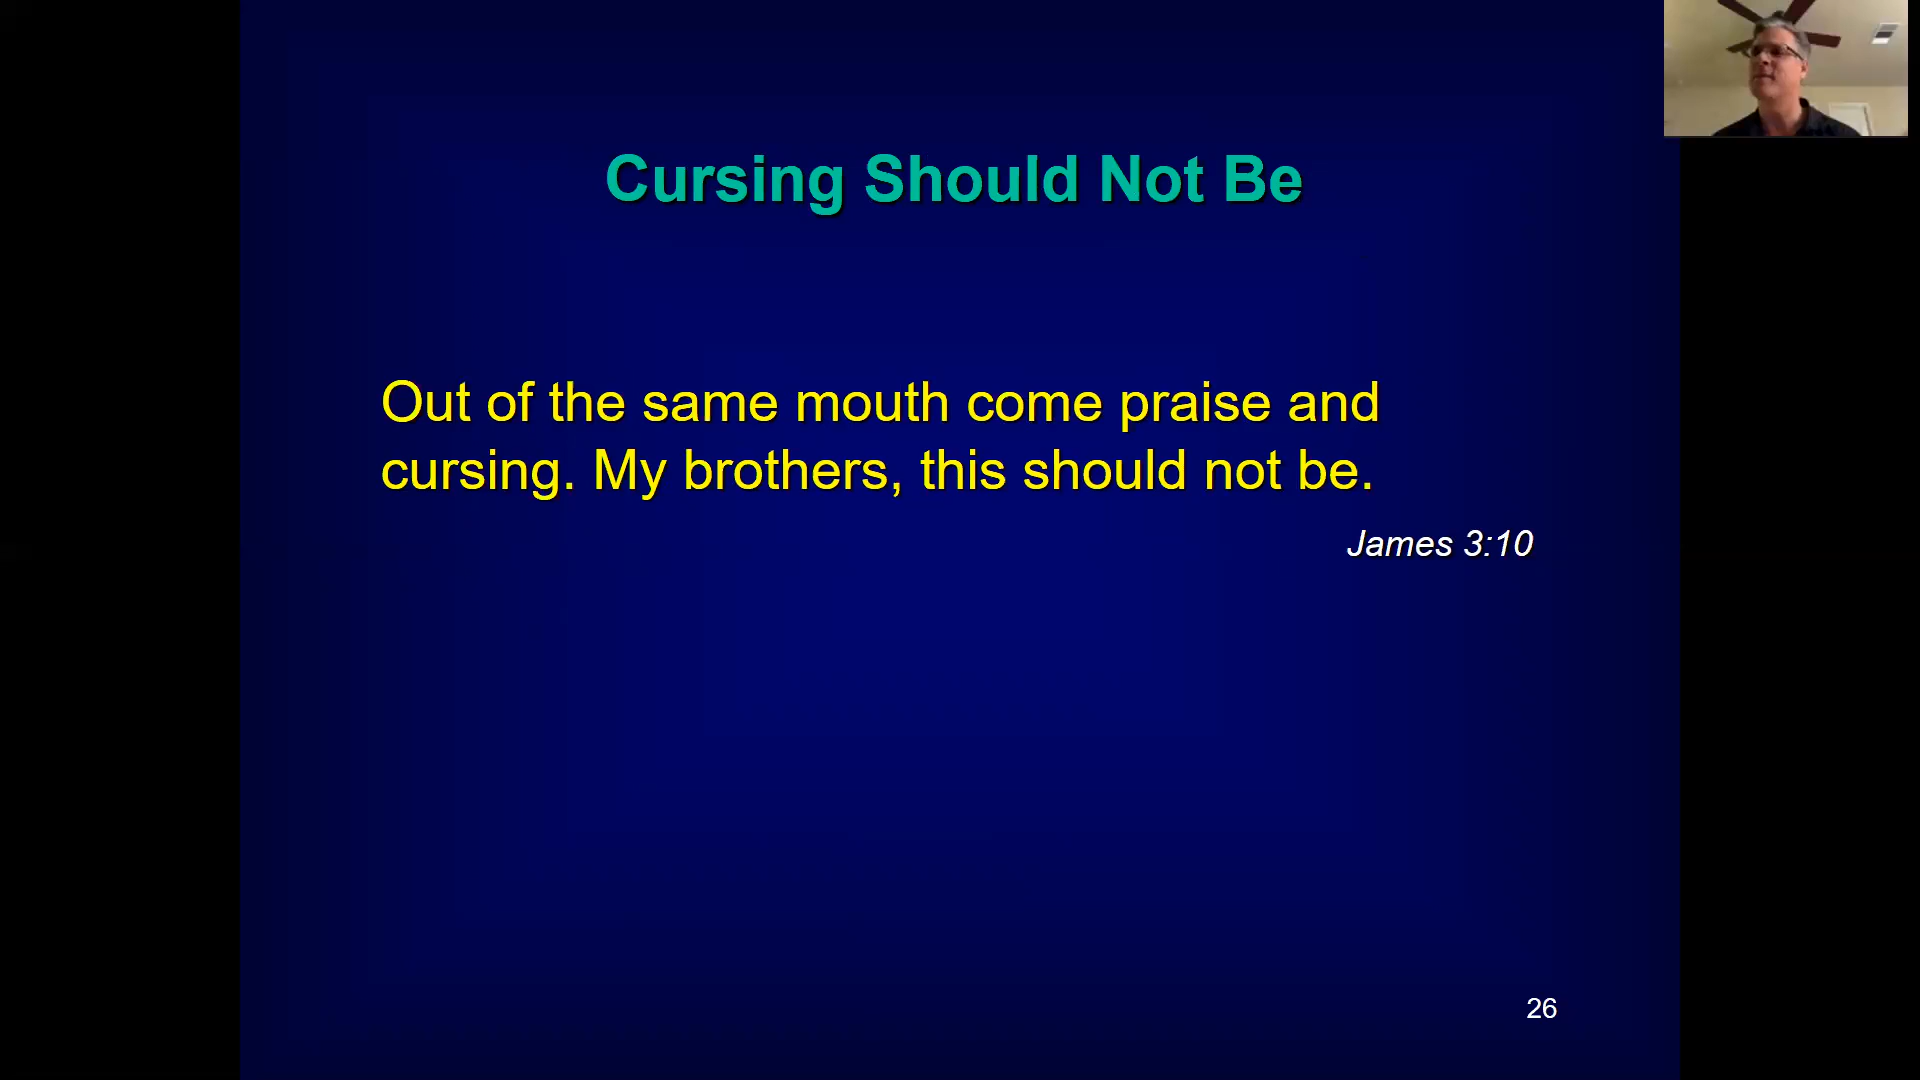 Cursing Should Not Be
Out of the same mouth come praise and
cursing. My brothers, this should not be.
James 3:10
26